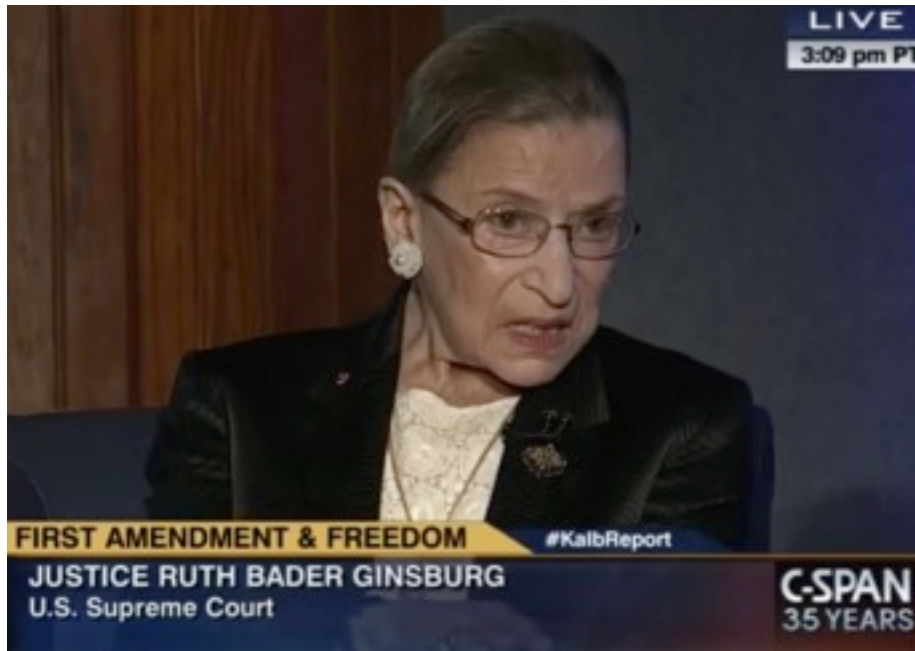 LIVE
3:09 pm PT
FIRST AMENDMENT & FREEDOM
#KalbReport
JUSTICE RUTH BADER GINSBURG
U.S. Supreme Court
C-SPAN
35 YEARS